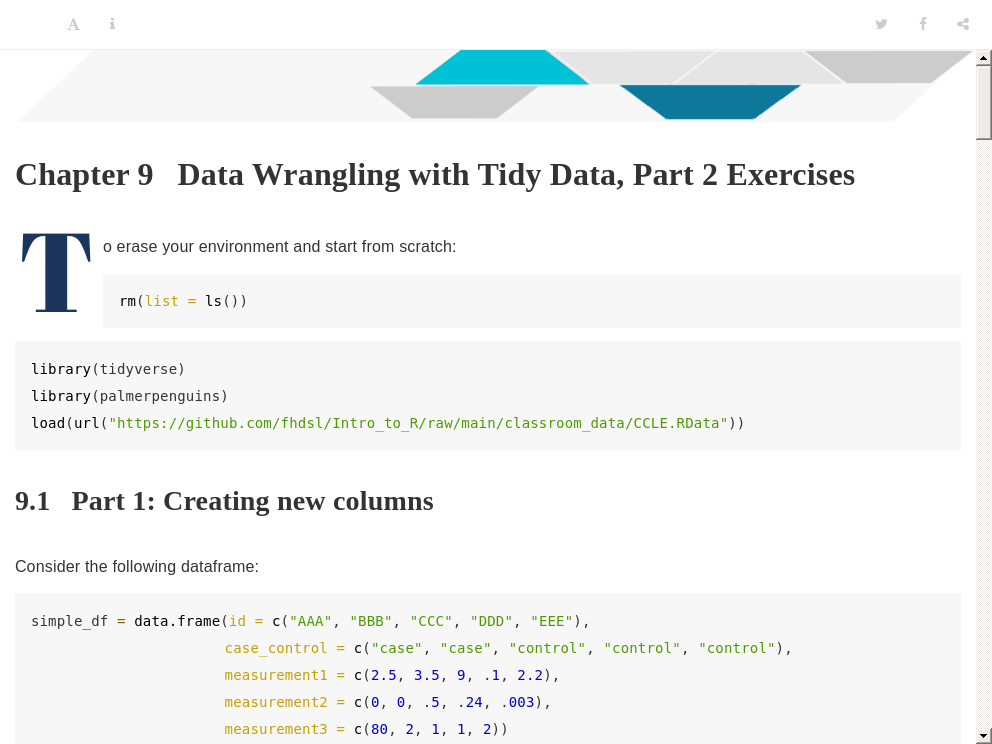 Chapter 9 Data Wrangling with Tidy Data, Part 2 Exercises
To erase your environment and start from scratch:
rm(list = ls())
library(tidyverse)
library(palmerpenguins)
load(url("https://github.com/fhdsl/Intro_to_R/raw/main/classroom_data/CCLE.RData"))
9.1 Part 1: Creating new columns
Consider the following dataframe:
simple_df = data.frame(id = c("AAA", "BBB", "CCC", "DDD", "EEE"),
case_control = c("case", "case", "control", "control", "control"),
measurement1 = c(2.5, 3.5, 9, .1, 2.2),
measurement2 = c(0, 0, .5, .24, .003),
measurement3 = c(80, 2, 1, 1, 2))